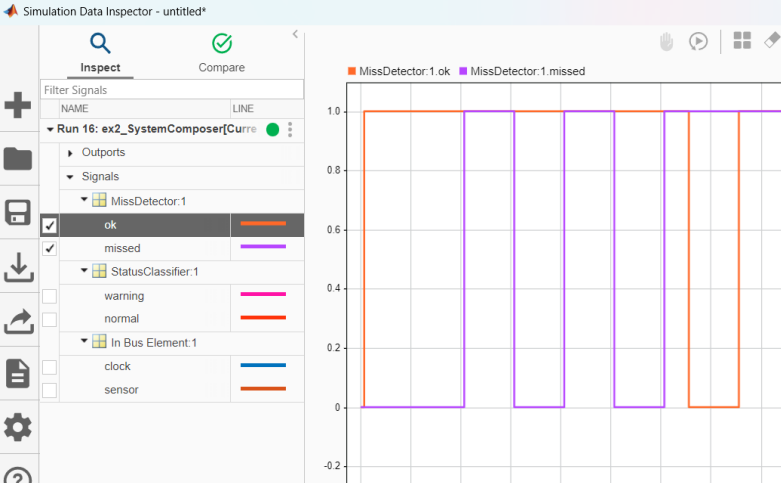 Simulation Data Inspector - untitled*
Inspect
Compare
Filter Signals
NAME LINE
Run 16: ex2_SystemComposer[Curre
Outports
Signals
MissDetector:1
ok
missed
StatusClassifier:1
warning
normal
In Bus Element:1
clock
sensor
MissDetector:1.ok MissDetector:1.missed
1.0
0.8
0.6
0.4
0.2
0
-0.2